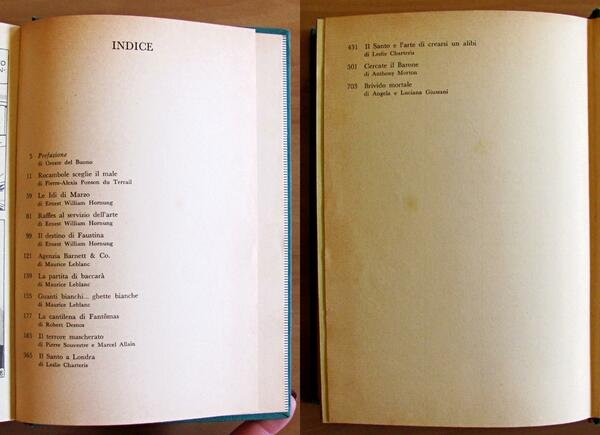 INDICE
5 Prefazione
di Oreste del Buono
11 Rocambole sceglie il male
di Pierre-Alexis Ponson du Terrail
59 Le Idi di Marzo
di Ernest William Hornung
81 Raffles al servizio dell'arte
di Ernest William Hornung
99 Il destino di Faustina
di Ernest William Hornung
121 Agenzia Barnett & Co.
di Maurice Leblanc
139 La partita di baccarà
di Maurice Leblanc
155 Guanti bianchi... ghette bianche
di Maurice Leblanc
177 La cantilena di Fantômas
di Robert Desnos
183 Il terrore mascherato
di Pierre Souvestre e Marcel Allain
365 Il Santo a Londra
di Leslie Charteris
431 Il Santo e l'arte di crearsi un alibi
di Leslie Charteris
501 Cercate il Barone
di Anthony Morton
703 Brivido mortale
di Angela e Luciana Giussani